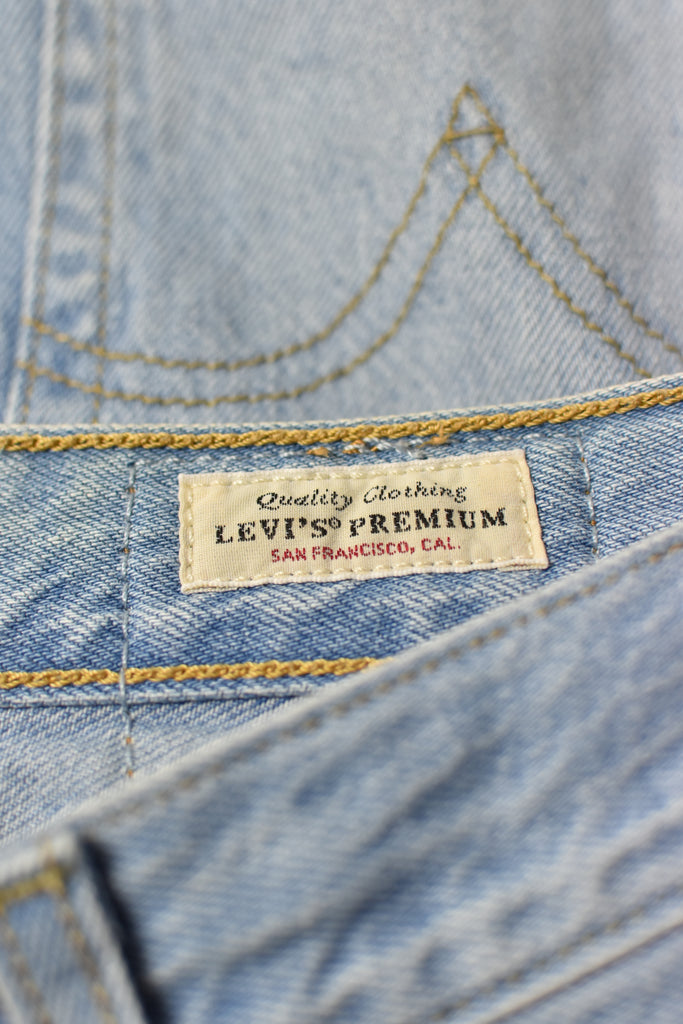 Quality Clothing
LEVI'S® PREMIUM
SAN FRANCISCO, CAL.